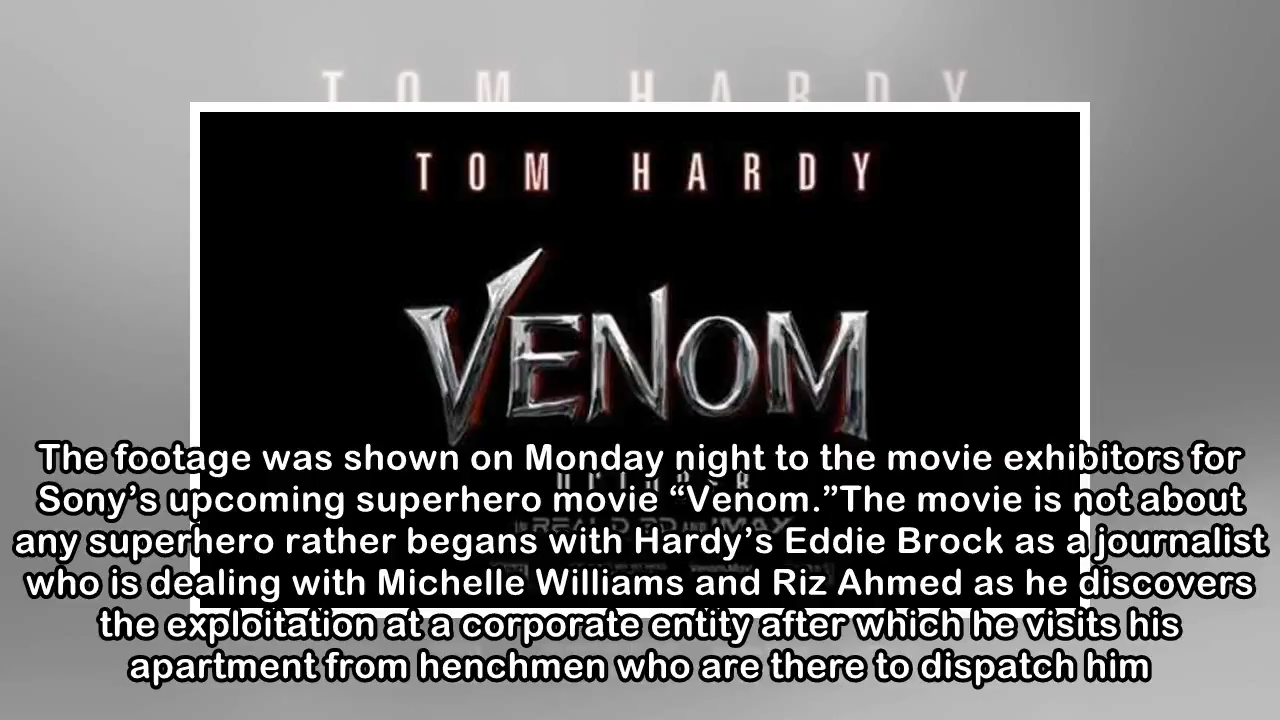 TOM HARDY
TOM HARDY
VENOM
The footage was shown on Monday night to the movie exhibitors for
Sony’s upcoming superhero movie “Venom.”The movie is not about
any superhero rather begans with Hardy’s Eddie Brock as a journalist
who is dealing with Michelle Williams and Riz Ahmed as he discovers
the exploitation at a corporate entity after which he visits his
apartment from henchmen who are there to dispatch him